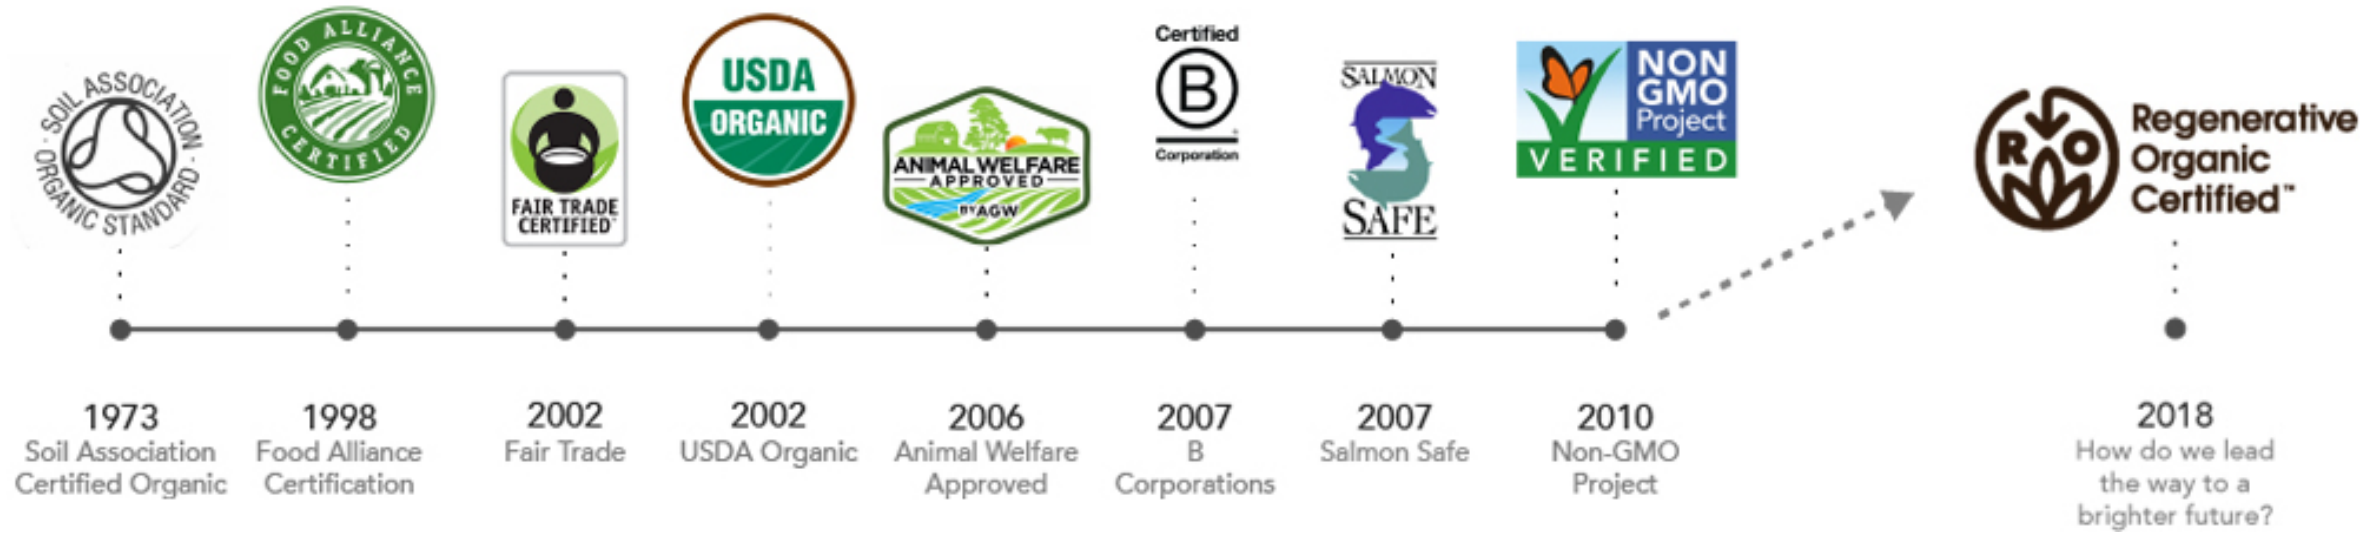 · SOIL ASSOCIATION ·
ORGANIC STANDARD
FOOD ALLIANCE
CERTIFIED
FAIR TRADE
CERTIFIED™
USDA
ORGANIC
ANIMAL WELFARE
APPROVED
BY AGW
Certified
B
®
Corporation
SALMON
SAFE
NON
GMO
Project
VERIFIED
R O
Regenerative
Organic
Certified™
1973
Soil Association
Certified Organic
1998
Food Alliance
Certification
2002
Fair Trade
2002
USDA Organic
2006
Animal Welfare
Approved
2007
B
Corporations
2007
Salmon Safe
2010
Non-GMO
Project
2018
How do we lead
the way to a
brighter future?